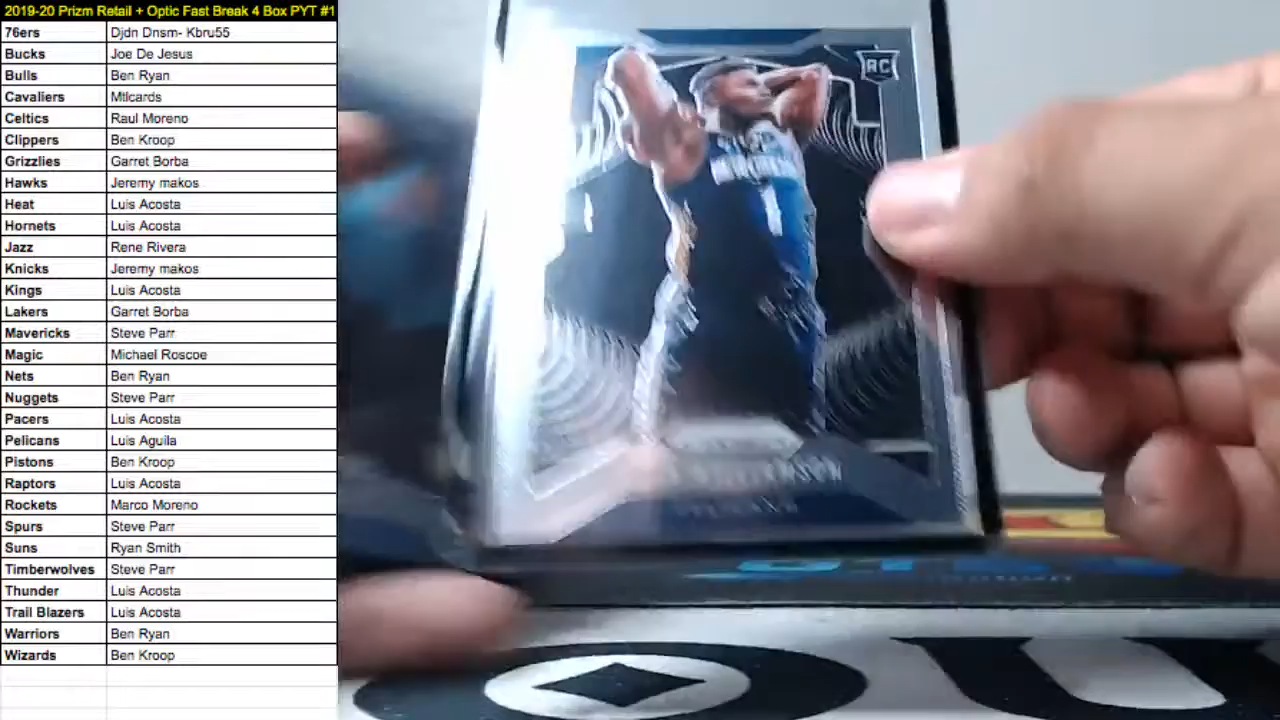 2019-20 Prizm Retail + Optic Fast Break 4 Box PYT #1
76ers Djdn Dnsm- Kbru55
Bucks Joe De Jesus
Bulls Ben Ryan
Cavaliers Mtlcards
Celtics Raul Moreno
Clippers Ben Kroop
Grizzlies Garret Borba
Hawks Jeremy makos
Heat Luis Acosta
Hornets Luis Acosta
Jazz Rene Rivera
Knicks Jeremy makos
Kings Luis Acosta
Lakers Garret Borba
Mavericks Steve Parr
Magic Michael Roscoe
Nets Ben Ryan
Nuggets Steve Parr
Pacers Luis Acosta
Pelicans Luis Aguila
Pistons Ben Kroop
Raptors Luis Acosta
Rockets Marco Moreno
Spurs Steve Parr
Suns Ryan Smith
Timberwolves Steve Parr
Thunder Luis Acosta
Trail Blazers Luis Acosta
Warriors Ben Ryan
Wizards Ben Kroop
RC
1